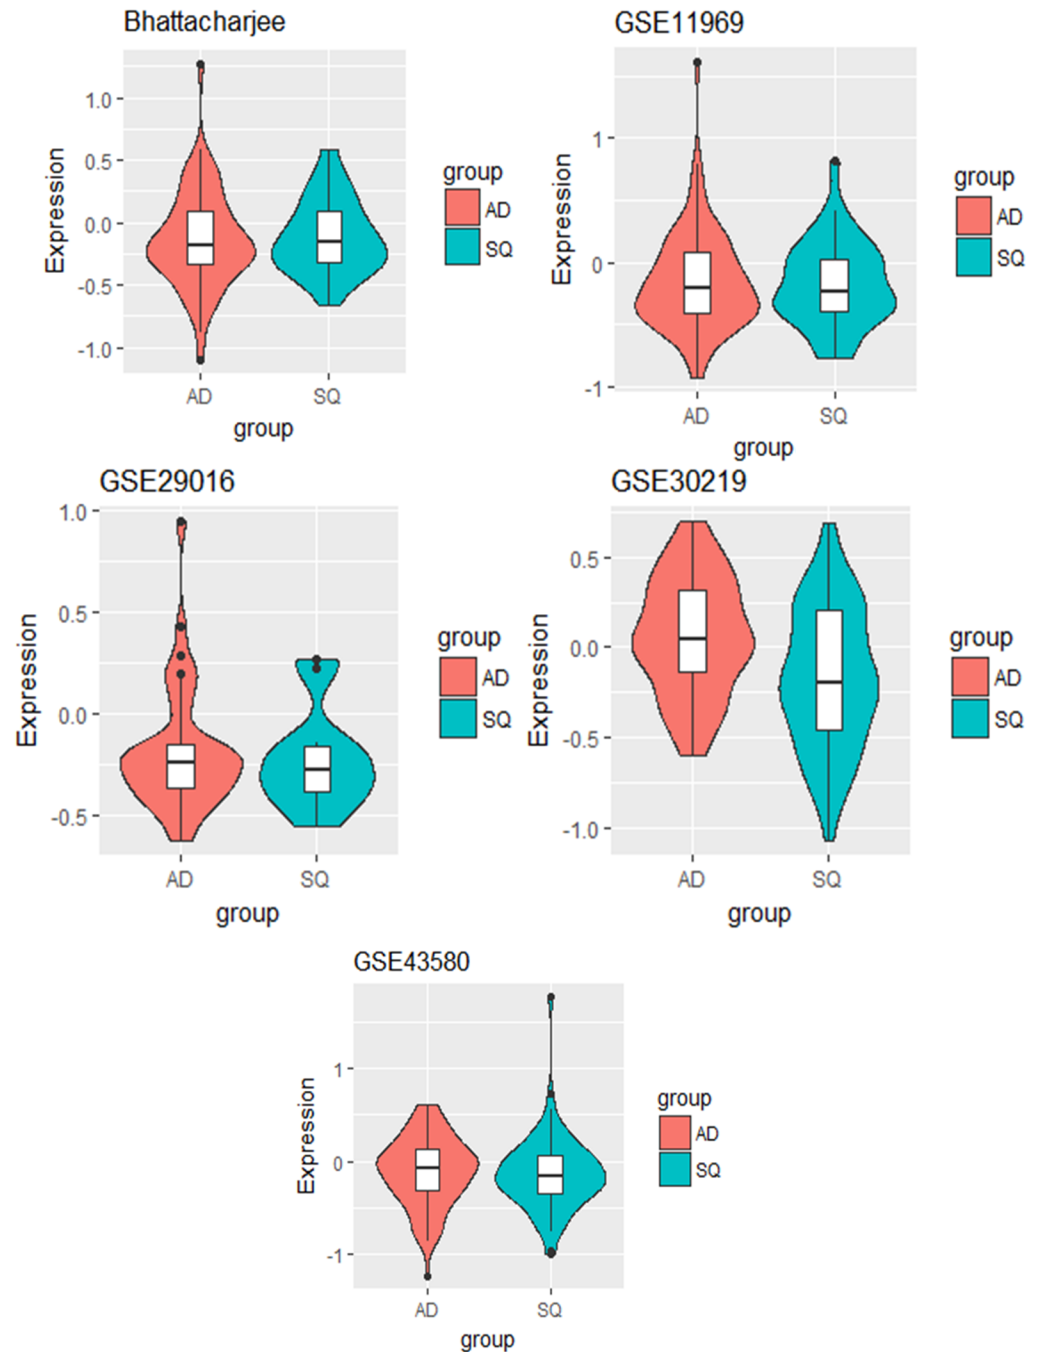 Bhattacharjee
Expression
1.0
0.5
0.0
-0.5
-1.0
AD SQ
group
group
AD
SQ
GSE11969
Expression
1
0
-1
AD SQ
group
group
AD
SQ
GSE29016
Expression
1.0
0.5
0.0
-0.5
AD SQ
group
group
AD
SQ
GSE30219
Expression
0.5
0.0
-0.5
-1.0
AD SQ
group
group
AD
SQ
GSE43580
Expression
1
0
-1
AD SQ
group
group
AD
SQ